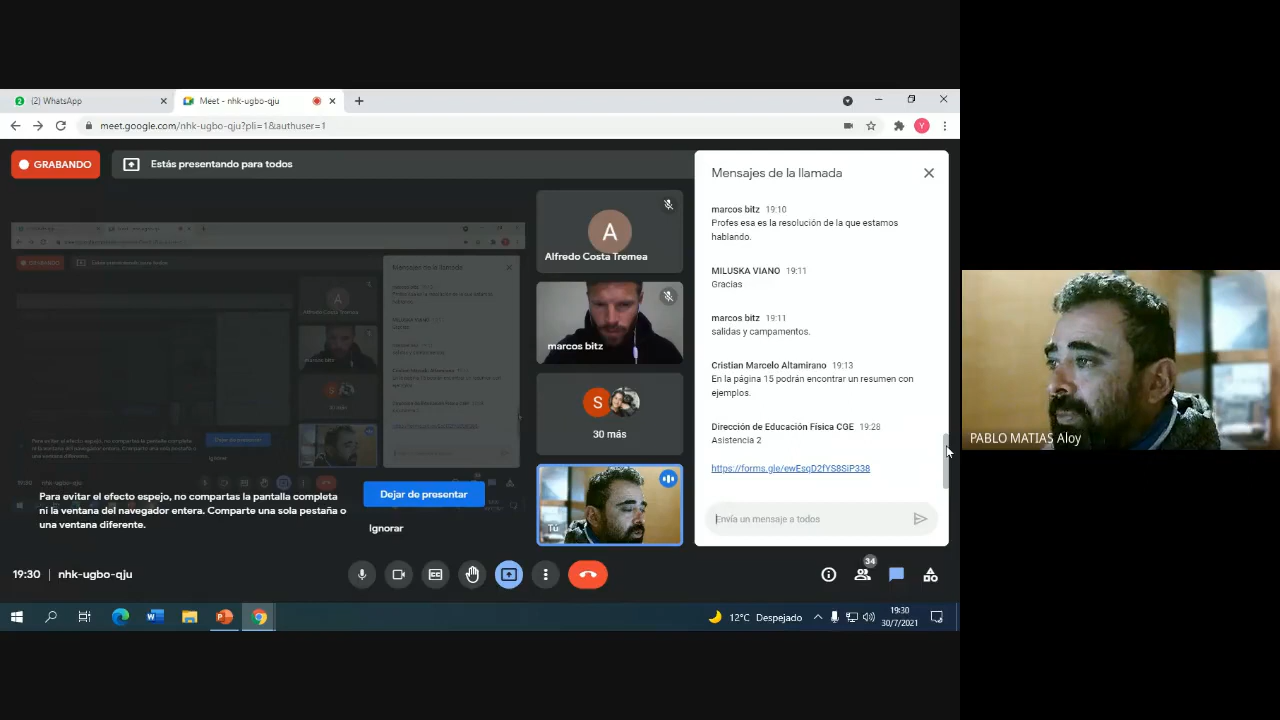 (2) WhatsApp
Meet - nhk-ugbo-qju
meet.google.com/nhk-ugbo-qju?pli=1&authuser=1
Y
GRABANDO
Estás presentando para todos
A
Alfredo Costa Tremea
marcos bitz
S
30 más
Tú
Para evitar el efecto espejo, no compartas la pantalla completa
ni la ventana del navegador entera. Comparte una sola pestaña o
una ventana diferente.
Dejar de presentar
Ignorar
Mensajes de la llamada
marcos bitz 19:10
Profes esa es la resolución de la que estamos
hablando.
MILUSKA VIANO 19:11
Gracias
marcos bitz 19:11
salidas y campamentos.
Cristian Marcelo Altamirano 19:13
En la página 15 podrán encontrar un resumen con
ejemplos.
Dirección de Educación Física CGE 19:28
Asistencia 2
https://forms.gle/ewEsqD2fYS8SiP338
Envía un mensaje a todos
PABLO MATIAS Aloy
19:30 | nhk-ugbo-qju
34
12°C Despejado
19:30
30/7/2021